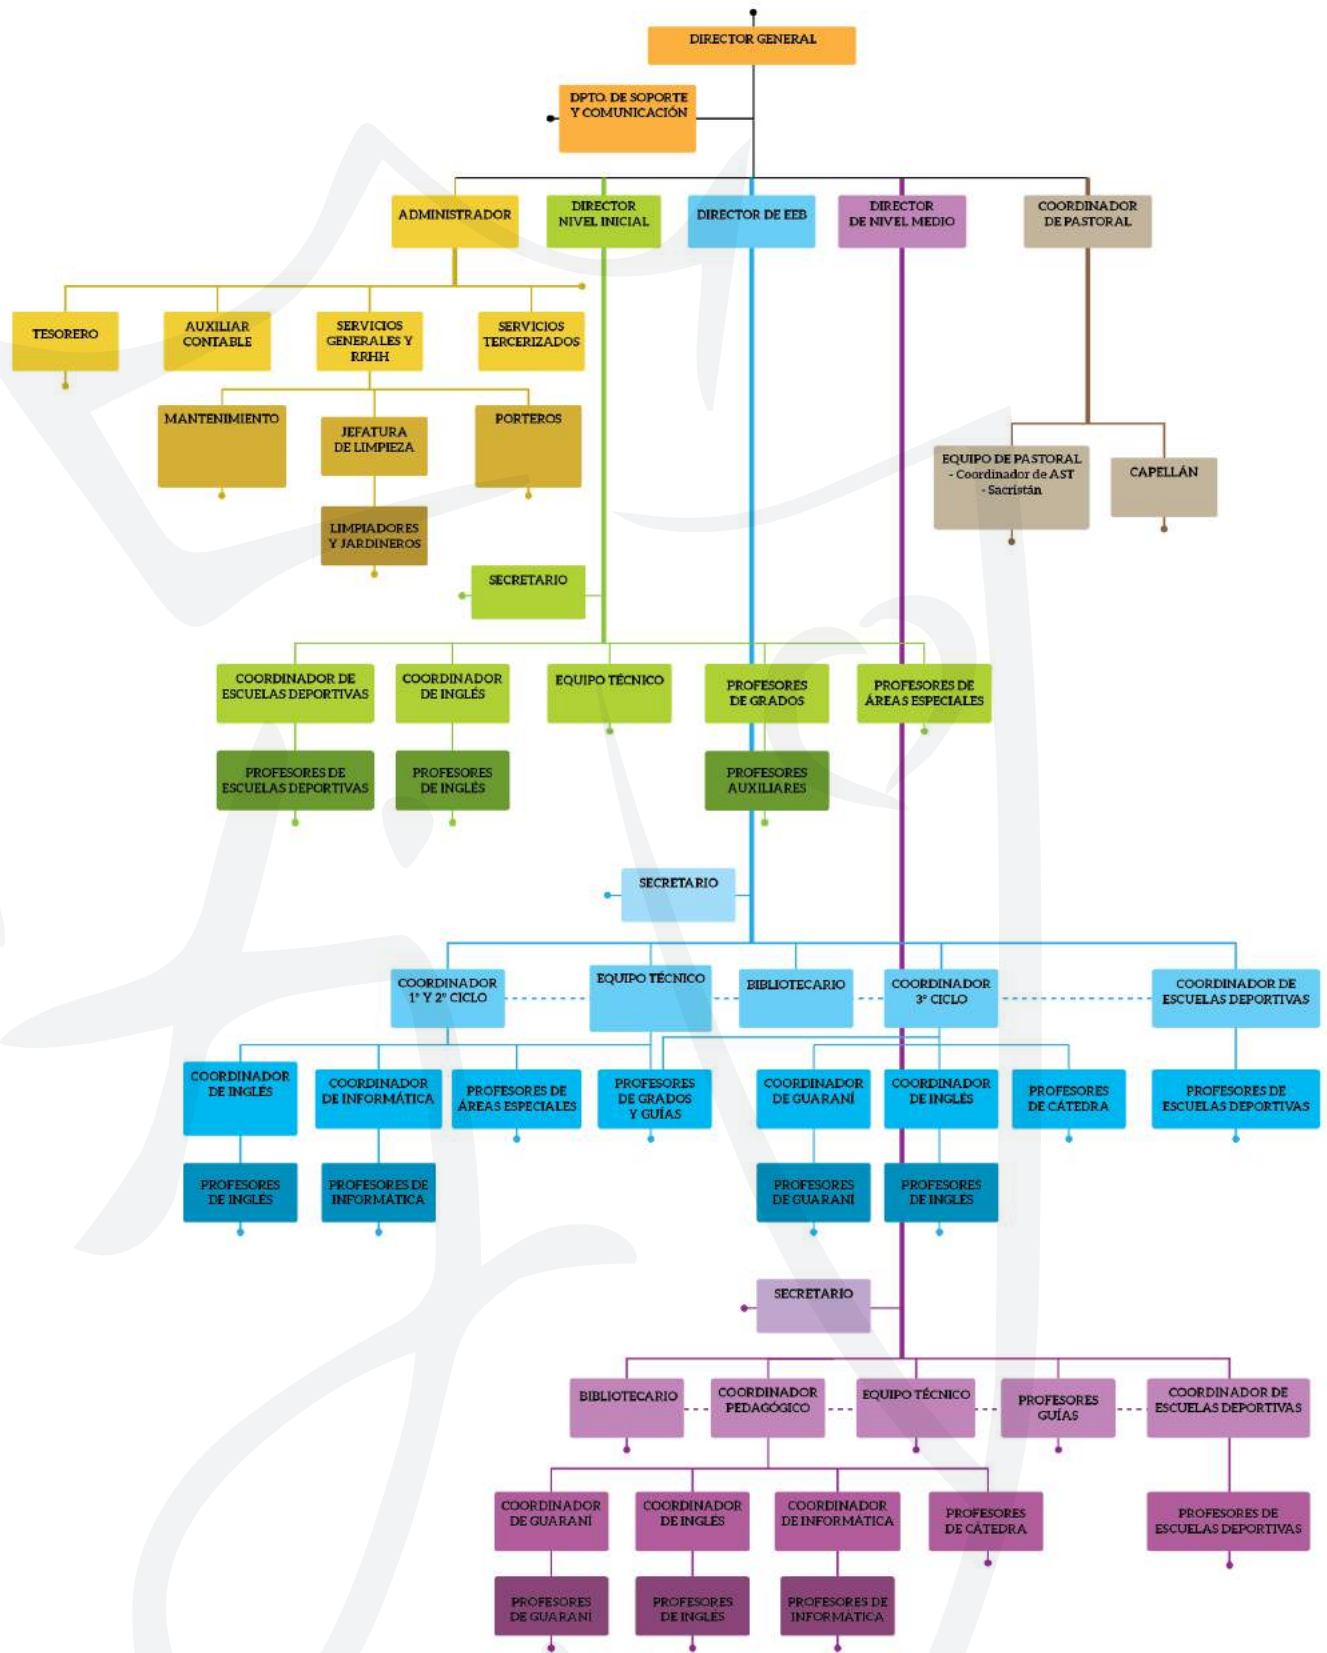 DIRECTOR GENERAL
DPTO. DE SOPORTE
Y COMUNICACIÓN
ADMINISTRADOR
DIRECTOR
NIVEL INICIAL
DIRECTOR DE EEB
DIRECTOR
DE NIVEL MEDIO
COORDINADOR
DE PASTORAL
TESORERO
AUXILIAR
CONTABLE
SERVICIOS
GENERALES Y
RRHH
SERVICIOS
TERCERIZADOS
MANTENIMIENTO
JEFATURA
DE LIMPIEZA
PORTEROS
EQUIPO DE PASTORAL
- Coordinador de AST
- Sacristán
CAPELLÁN
LIMPIADORES
Y JARDINEROS
SECRETARIO
COORDINADOR DE
ESCUELAS DEPORTIVAS
COORDINADOR
DE INGLÉS
EQUIPO TÉCNICO
PROFESORES
DE GRADOS
PROFESORES DE
ÁREAS ESPECIALES
PROFESORES DE
ESCUELAS DEPORTIVAS
PROFESORES
DE INGLÉS
PROFESORES
AUXILIARES
SECRETARIO
COORDINADOR
1º Y 2º CICLO
EQUIPO TÉCNICO
BIBLIOTECARIO
COORDINADOR
3º CICLO
COORDINADOR DE
ESCUELAS DEPORTIVAS
COORDINADOR
DE INGLÉS
COORDINADOR
DE INFORMÁTICA
PROFESORES DE
ÁREAS ESPECIALES
PROFESORES
DE GRADOS
Y GUÍAS
COORDINADOR
DE GUARANÍ
COORDINADOR
DE INGLÉS
PROFESORES
DE CÁTEDRA
PROFESORES DE
ESCUELAS DEPORTIVAS
PROFESORES
DE INGLÉS
PROFESORES DE
INFORMÁTICA
PROFESORES
DE GUARANÍ
PROFESORES
DE INGLÉS
SECRETARIO
BIBLIOTECARIO
COORDINADOR
PEDAGÓGICO
EQUIPO TÉCNICO
PROFESORES
GUÍAS
COORDINADOR DE
ESCUELAS DEPORTIVAS
COORDINADOR
DE GUARANÍ
COORDINADOR
DE INGLÉS
COORDINADOR
DE INFORMÁTICA
PROFESORES
DE CÁTEDRA
PROFESORES DE
ESCUELAS DEPORTIVAS
PROFESORES
DE GUARANÍ
PROFESORES
DE INGLÉS
PROFESORES DE
INFORMÁTICA